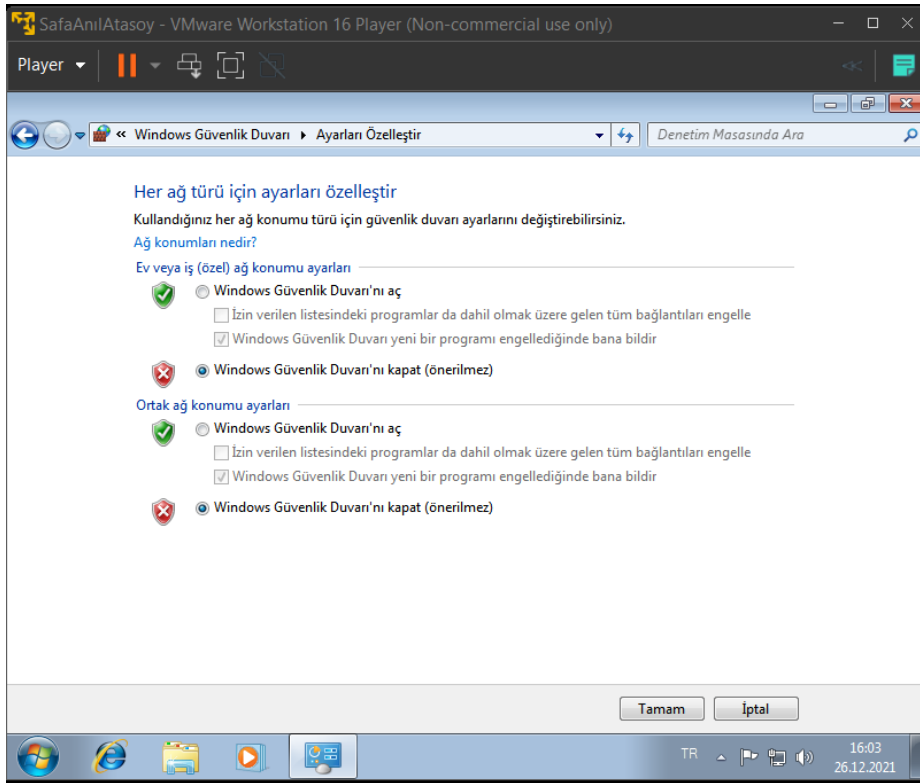 SafaAnılAtasoy - VMware Workstation 16 Player (Non-commercial use only)
Player
« Windows Güvenlik Duvarı Ayarları Özelleştir Denetim Masasında Ara
Her ağ türü için ayarları özelleştir
Kullandığınız her ağ konumu türü için güvenlik duvarı ayarlarını değiştirebilirsiniz.
Ağ konumları nedir?
Ev veya iş (özel) ağ konumu ayarları
Windows Güvenlik Duvarı'nı aç
İzin verilen listesindeki programlar da dahil olmak üzere gelen tüm bağlantıları engelle
Windows Güvenlik Duvarı yeni bir programı engellediğinde bana bildir
Windows Güvenlik Duvarı'nı kapat (önerilmez)
Ortak ağ konumu ayarları
Windows Güvenlik Duvarı'nı aç
İzin verilen listesindeki programlar da dahil olmak üzere gelen tüm bağlantıları engelle
Windows Güvenlik Duvarı yeni bir programı engellediğinde bana bildir
Windows Güvenlik Duvarı'nı kapat (önerilmez)
Tamam İptal
TR 16:03
26.12.2021